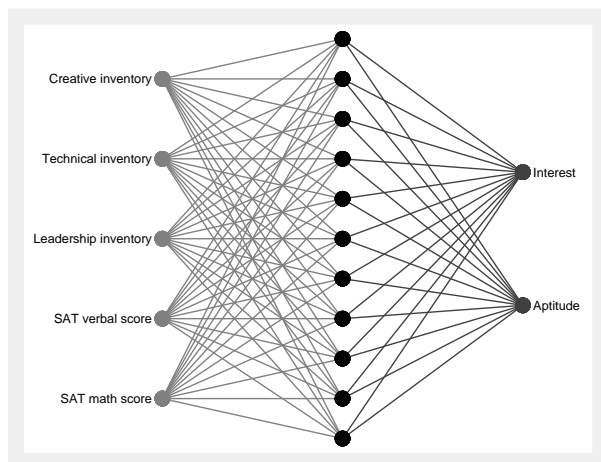 Creative inventory
Technical inventory
Leadership inventory
SAT verbal score
SAT math score
Interest
Aptitude